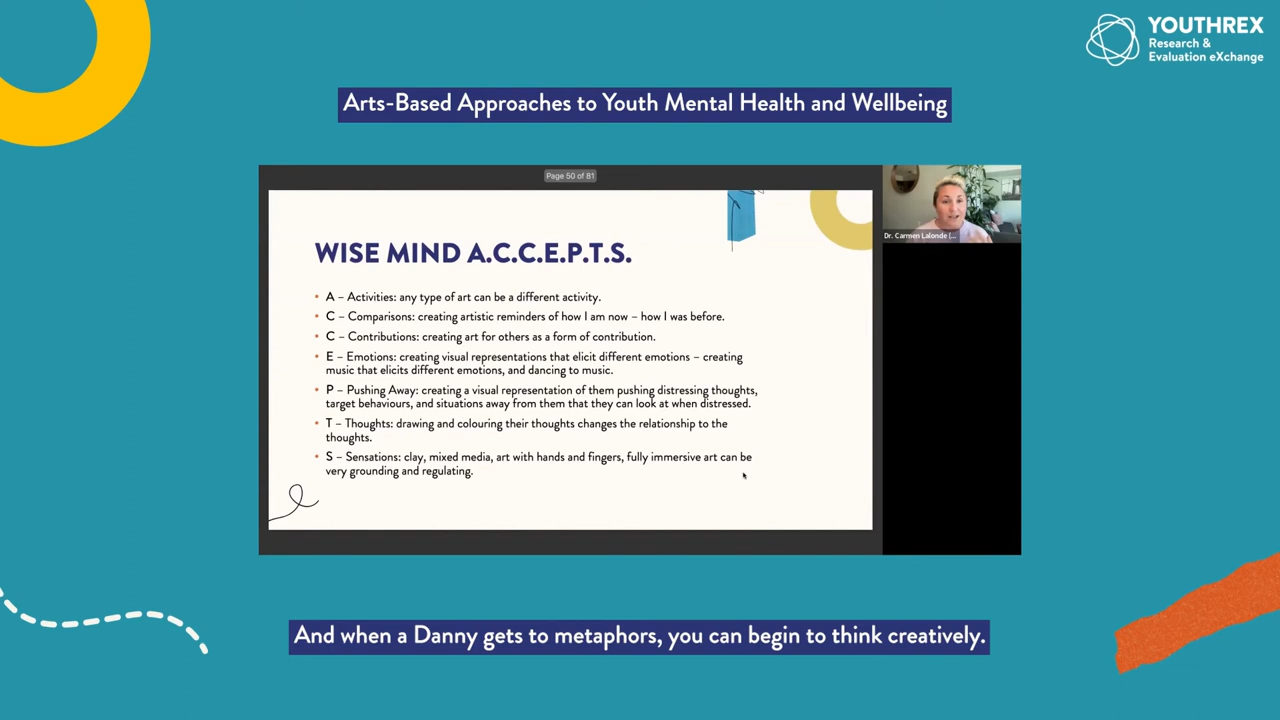 YOUTHREX
Research &
Evaluation eXchange
Arts-Based Approaches to Youth Mental Health and Wellbeing
Page 50 of 81
WISE MIND A.C.C.E.P.T.S.
• A – Activities: any type of art can be a different activity.
• C – Comparisons: creating artistic reminders of how I am now – how I was before.
• C – Contributions: creating art for others as a form of contribution.
• E – Emotions: creating visual representations that elicit different emotions – creating
music that elicits different emotions, and dancing to music.
• P – Pushing Away: creating a visual representation of them pushing distressing thoughts,
target behaviours, and situations away from them that they can look at when distressed.
• T – Thoughts: drawing and colouring their thoughts changes the relationship to the
thoughts.
• S – Sensations: clay, mixed media, art with hands and fingers, fully immersive art can be
very grounding and regulating.
Dr. Carmen Lalonde (...
And when a Danny gets to metaphors, you can begin to think creatively.